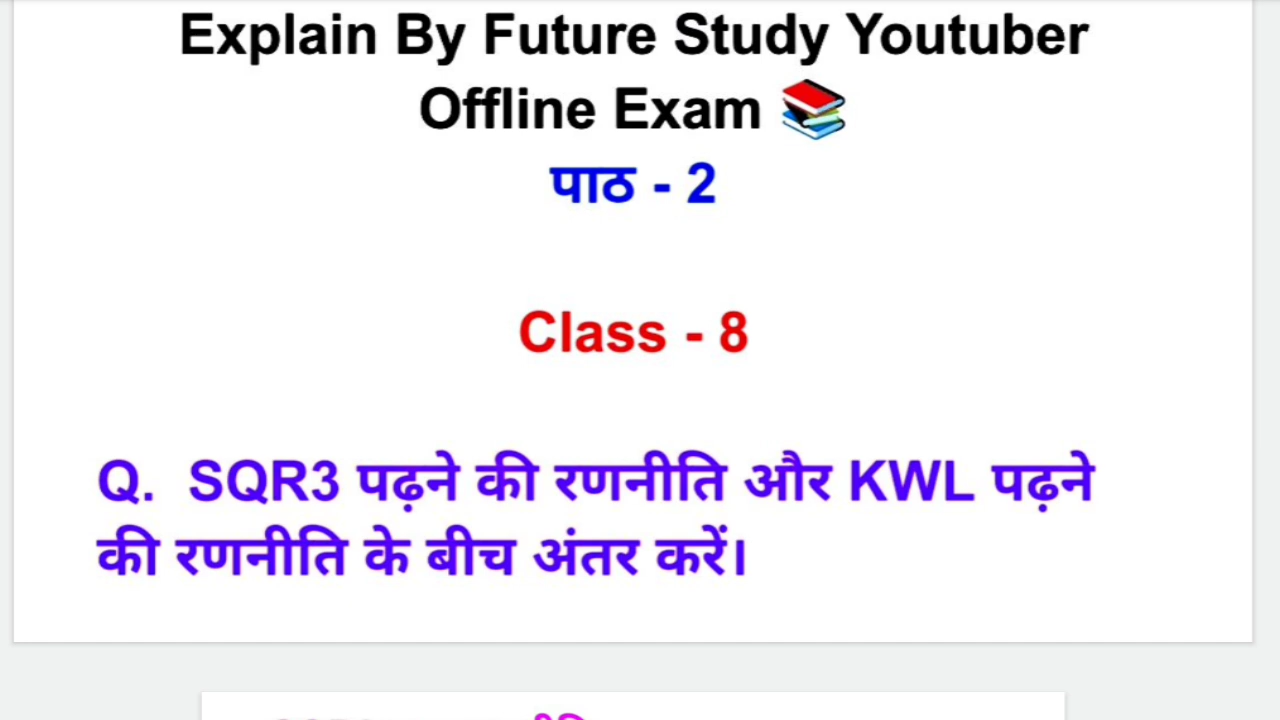 Explain By Future Study Youtuber
Offline Exam 📚
पाठ - 2
Class - 8
Q. SQR3 पढ़ने की रणनीति और KWL पढ़ने
की रणनीति के बीच अंतर करें।